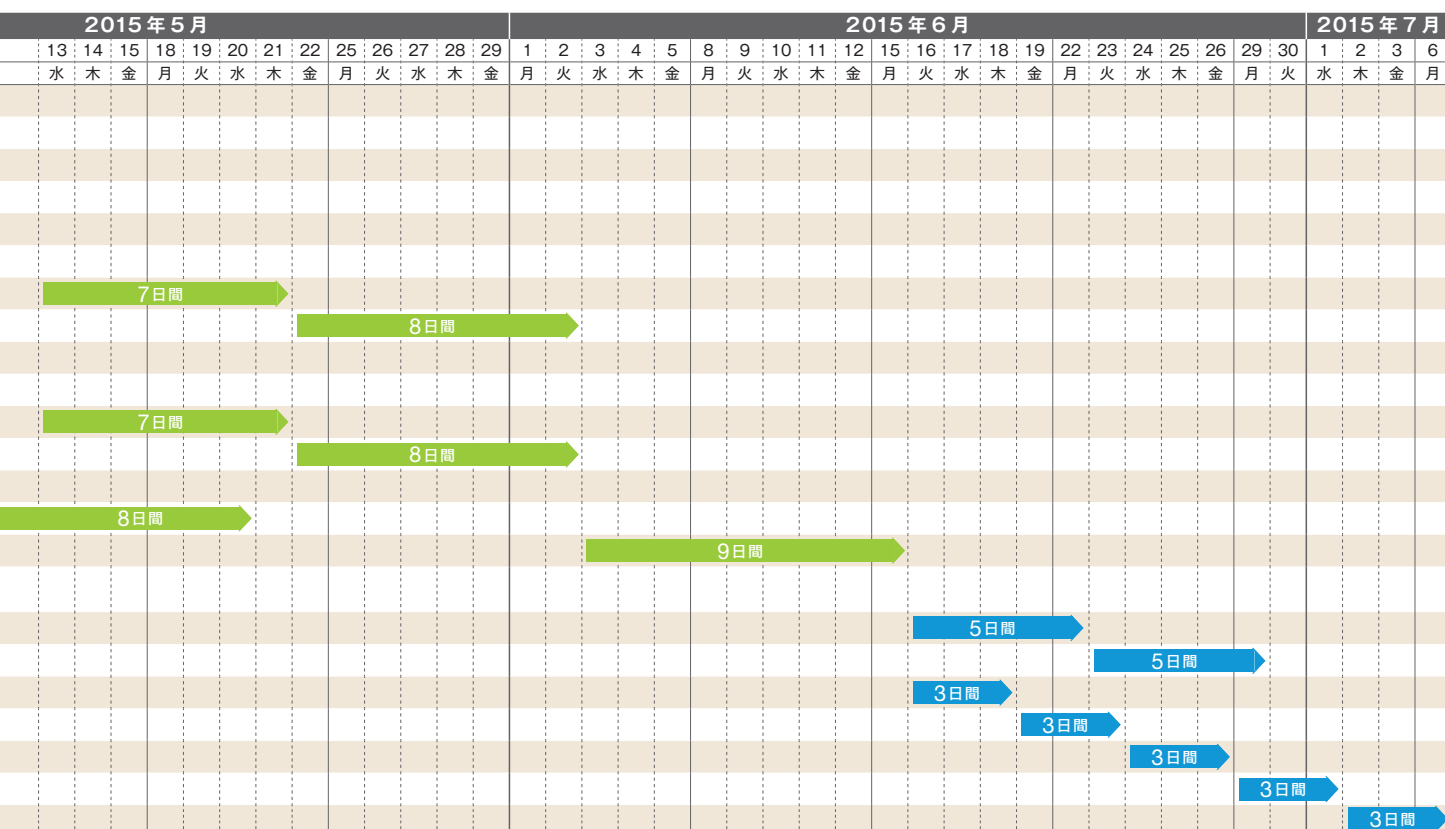 2015年5月 2015年6月 2015年7月
13 14 15 18 19 20 21 22 25 26 27 28 29 1 2 3 4 5 8 9 10 11 12 15 16 17 18 19 22 23 24 25 26 29 30 1 2 3 6
水 木 金 月 火 水 木 金 月 火 水 木 金 月 火 水 木 金 月 火 水 木 金 月 火 水 木 金 月 火 水 木 金 月 火 水 木 金 月
7日間
8日間
7日間
8日間
8日間
9日間
5日間
5日間
3日間
3日間
3日間
3日間
3日間